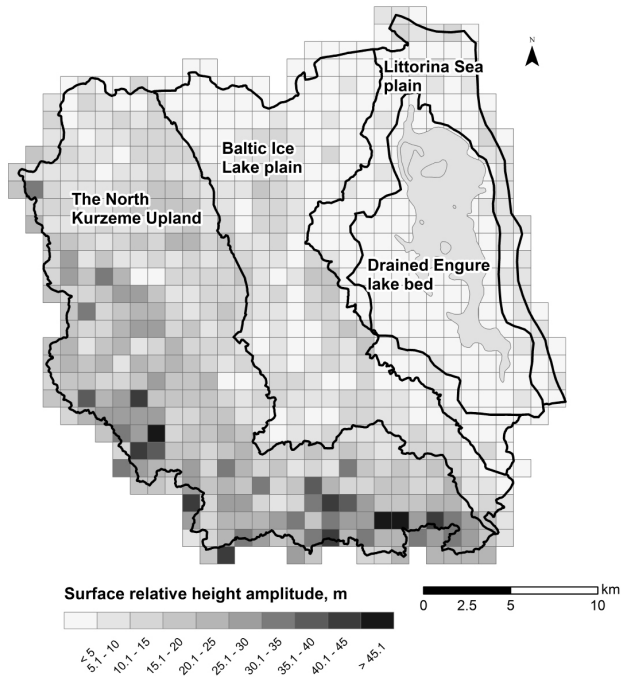 N
Littorina Sea
plain
Baltic Ice
Lake plain
The North
Kurzeme Upland
Drained Engure
lake bed
Surface relative height amplitude, m
< 5
5.1 - 10
10.1 - 15
15.1 - 20
20.1 - 25
25.1 - 30
30.1 - 35
35.1 - 40
40.1 - 45
> 45.1
km
0 2.5 5 10